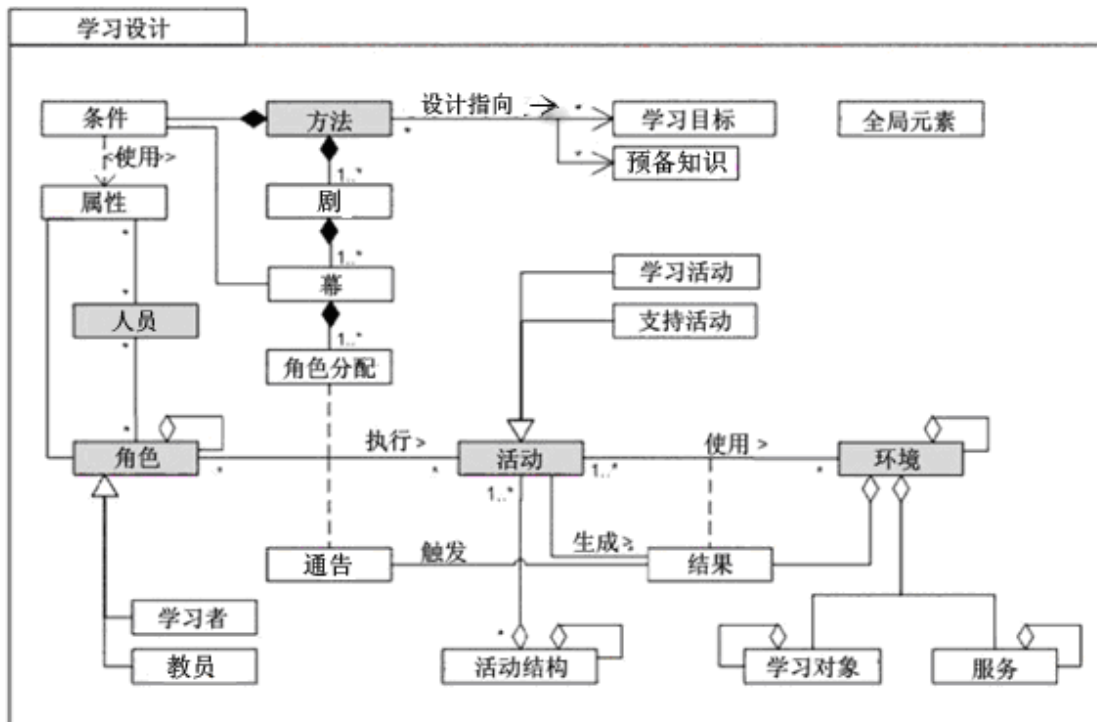 学习设计
条件
方法
设计指向
*
*
学习目标
全局元素
<使用>>
*
预备知识
1..*
属性
剧
*
1..*
学习活动
幕
*
人员
支持活动
*
1..*
角色分配
*
执行 >
使用 >
角色
活动
环境
*
*
1..*
*
1..*
通告
触发
生成 >
*
结果
学习者
*
教员
活动结构
学习对象
服务